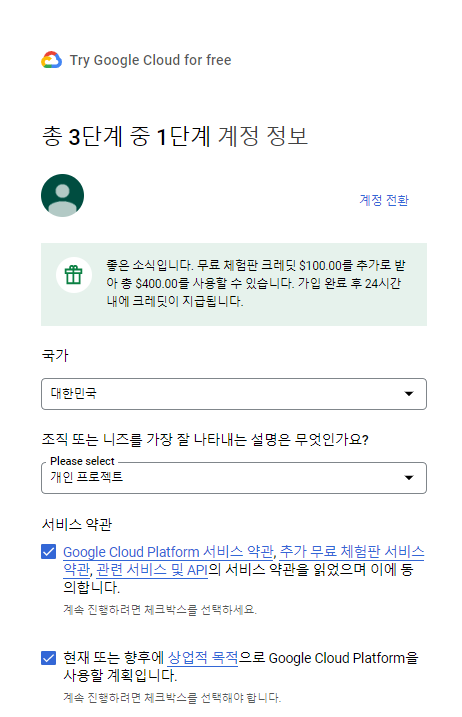 Try Google Cloud for free
총 3단계 중 1단계 계정 정보
계정 전환
좋은 소식입니다. 무료 체험판 크레딧 $100.00를 추가로 받
아 총 $400.00를 사용할 수 있습니다. 가입 완료 후 24시간
내에 크레딧이 지급됩니다.
국가
대한민국
조직 또는 니즈를 가장 잘 나타내는 설명은 무엇인가요?
Please select
개인 프로젝트
서비스 약관
Google Cloud Platform 서비스 약관, 추가 무료 체험판 서비스
약관, 관련 서비스 및 API의 서비스 약관을 읽었으며 이에 동
의합니다.
계속 진행하려면 체크박스를 선택하세요.
현재 또는 향후에 상업적 목적으로 Google Cloud Platform을
사용할 계획입니다.
계속 진행하려면 체크박스를 선택해야 합니다.